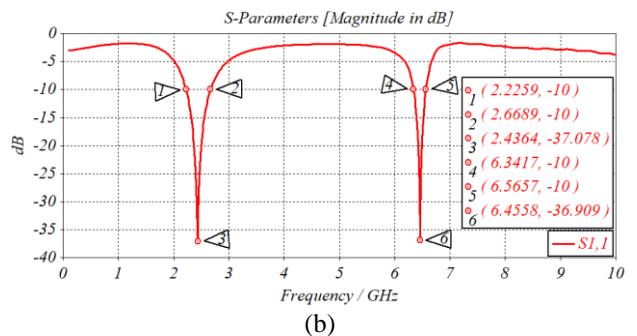 S-Parameters [Magnitude in dB]
0
-5
-10
-15
-20
-25
-30
-35
-40
dB
1
2
3
4
5
6
1 ( 2.2259, -10 )
2 ( 2.6689, -10 )
3 ( 2.4364, -37.078 )
4 ( 6.3417, -10 )
5 ( 6.5657, -10 )
6 ( 6.4558, -36.909 )
S1,1
0 1 2 3 4 5 6 7 8 9 10
Frequency / GHz
(b)